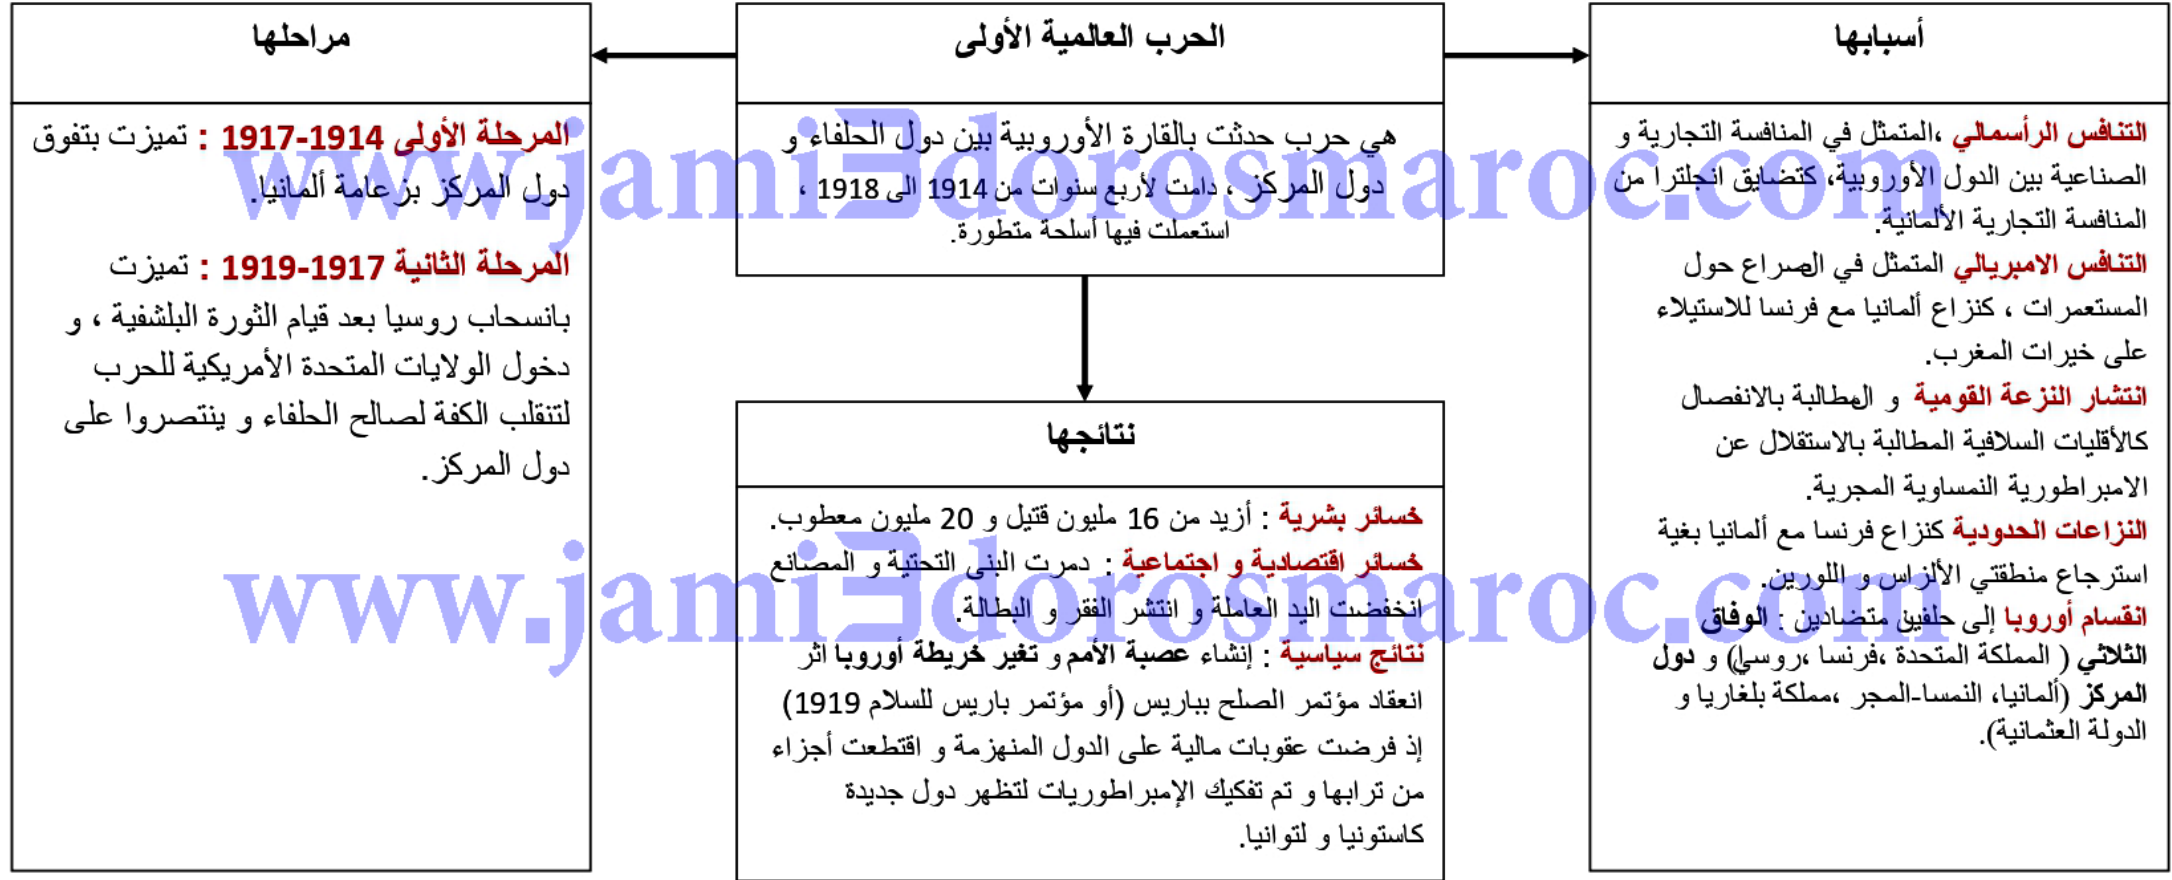 الحرب العالمية الأولى
هي حرب حدثت بالقارة الأوروبية بين دول الحلفاء و
دول المركز ، دامت لأربع سنوات من 1914 الى 1918 ،
استعملت فيها أسلحة متطورة.
أسبابها
التنافس الرأسمالي ،المتمثل في المنافسة التجارية و
الصناعية بين الدول الأوروبية، كتضايق انجلترا من
المنافسة التجارية الألمانية.
التنافس الامبريالي المتمثل في الصراع حول
المستعمرات ، كنزاع ألمانيا مع فرنسا للاستيلاء
على خيرات المغرب.
انتشار النزعة القومية و المطالبة بالانفصال
كالأقليات السلافية المطالبة بالاستقلال عن
الامبراطورية النمساوية المجرية.
النزاعات الحدودية كنزاع فرنسا مع ألمانيا بغية
استرجاع منطقتي الألزاس و اللورين.
انقسام أوروبا إلى حلفين متضادين : الوفاق
الثلاثي ( المملكة المتحدة ،فرنسا ،روسيا) و دول
المركز (ألمانيا، النمسا-المجر ،مملكة بلغاريا و
الدولة العثمانية).
مراحلها
المرحلة الأولى 1914-1917 : تميزت بتفوق
دول المركز بزعامة ألمانيا.
المرحلة الثانية 1917-1919 : تميزت
بانسحاب روسيا بعد قيام الثورة البلشفية ، و
دخول الولايات المتحدة الأمريكية للحرب
لتنقلب الكفة لصالح الحلفاء و ينتصروا على
دول المركز.
نتائجها
خسائر بشرية : أزيد من 16 مليون قتيل و 20 مليون معطوب.
خسائر اقتصادية و اجتماعية : دمرت البنى التحتية و المصانع
انخفضت اليد العاملة و انتشر الفقر و البطالة.
نتائج سياسية : إنشاء عصبة الأمم و تغير خريطة أوروبا اثر
انعقاد مؤتمر الصلح بباريس (أو مؤتمر باريس للسلام 1919)
إذ فرضت عقوبات مالية على الدول المنهزمة و اقتطعت أجزاء
من ترابها و تم تفكيك الإمبراطوريات لتظهر دول جديدة
كاستونيا و لتوانيا.
www.jami3dorosmaroc.com
www.jami3dorosmaroc.com